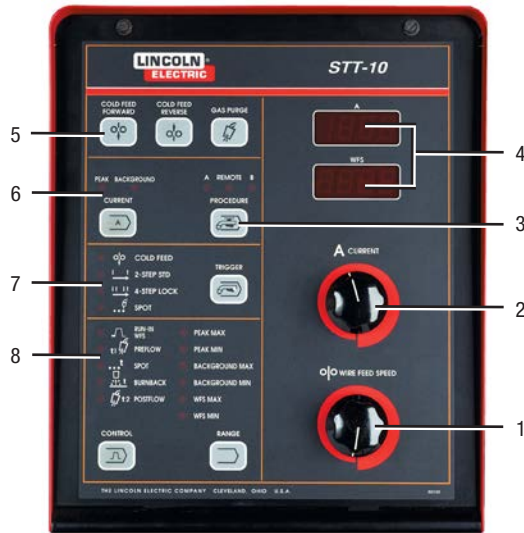 LINCOLN
ELECTRIC
STT-10
COLD FEED FORWARD
COLD FEED REVERSE
GAS PURGE
5
A
4
WFS
6
PEAK BACKGROUND
A REMOTE B
CURRENT
A
PROCEDURE
3
7
COLD FEED
2-STEP STD
4-STEP LOCK
SPOT
TRIGGER
A CURRENT
2
8
RUN-IN WFS
t1 PREFLOW
t SPOT
t BURNBACK
t2 POSTFLOW
PEAK MAX
PEAK MIN
BACKGROUND MAX
BACKGROUND MIN
WFS MAX
WFS MIN
WIRE FEED SPEED
1
CONTROL
RANGE
THE LINCOLN ELECTRIC COMPANY CLEVELAND, OHIO U.S.A.